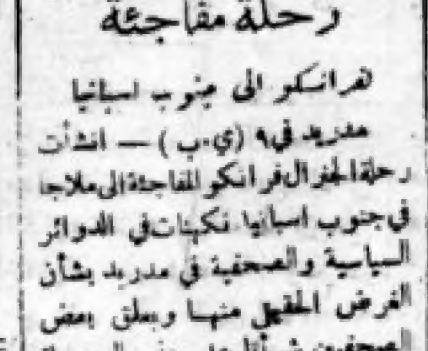 رحلة مفاجئة
فرانكو الى جنوب اسبانيا
مدريد في ٩ (ي.ب) — انشأت
رحلة الجنرال فرانكو المفاجئة الى ملاجا
في جنوب اسبانيا تكهنات في الدوائر
السياسية والصحفية في مدريد بشأن
الغرض الحقيقي منها ويعلق بعض